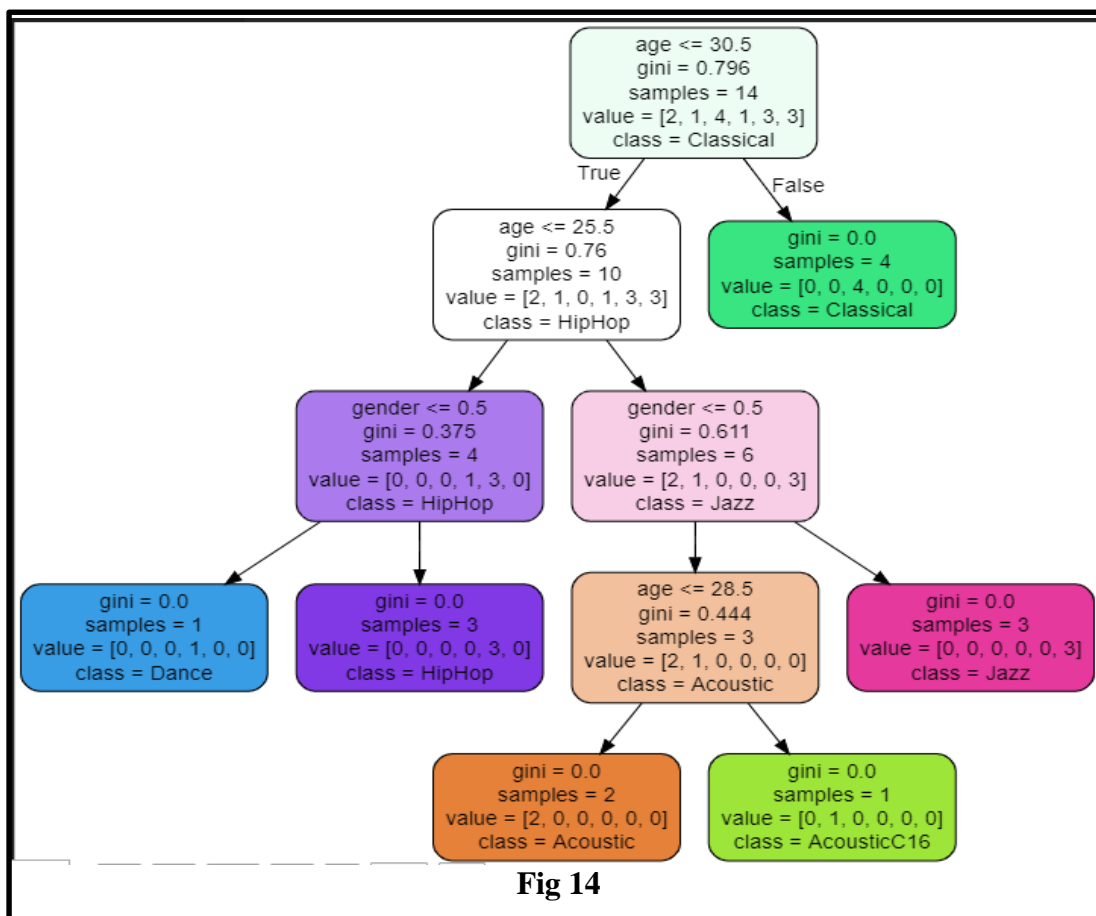 age <= 30.5
gini = 0.796
samples = 14
value = [2, 1, 4, 1, 3, 3]
class = Classical
True
False
age <= 25.5
gini = 0.76
samples = 10
value = [2, 1, 0, 1, 3, 3]
class = HipHop
gini = 0.0
samples = 4
value = [0, 0, 4, 0, 0, 0]
class = Classical
gender <= 0.5
gini = 0.375
samples = 4
value = [0, 0, 0, 1, 3, 0]
class = HipHop
gender <= 0.5
gini = 0.611
samples = 6
value = [2, 1, 0, 0, 0, 3]
class = Jazz
gini = 0.0
samples = 1
value = [0, 0, 0, 1, 0, 0]
class = Dance
gini = 0.0
samples = 3
value = [0, 0, 0, 0, 3, 0]
class = HipHop
age <= 28.5
gini = 0.444
samples = 3
value = [2, 1, 0, 0, 0, 0]
class = Acoustic
gini = 0.0
samples = 3
value = [0, 0, 0, 0, 0, 3]
class = Jazz
gini = 0.0
samples = 2
value = [2, 0, 0, 0, 0, 0]
class = Acoustic
gini = 0.0
samples = 1
value = [0, 1, 0, 0, 0, 0]
class = AcousticC16
Fig 14